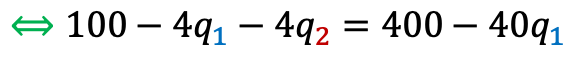 ⟺ 100 − 4q₁ − 4q₂ = 400 − 40q₁